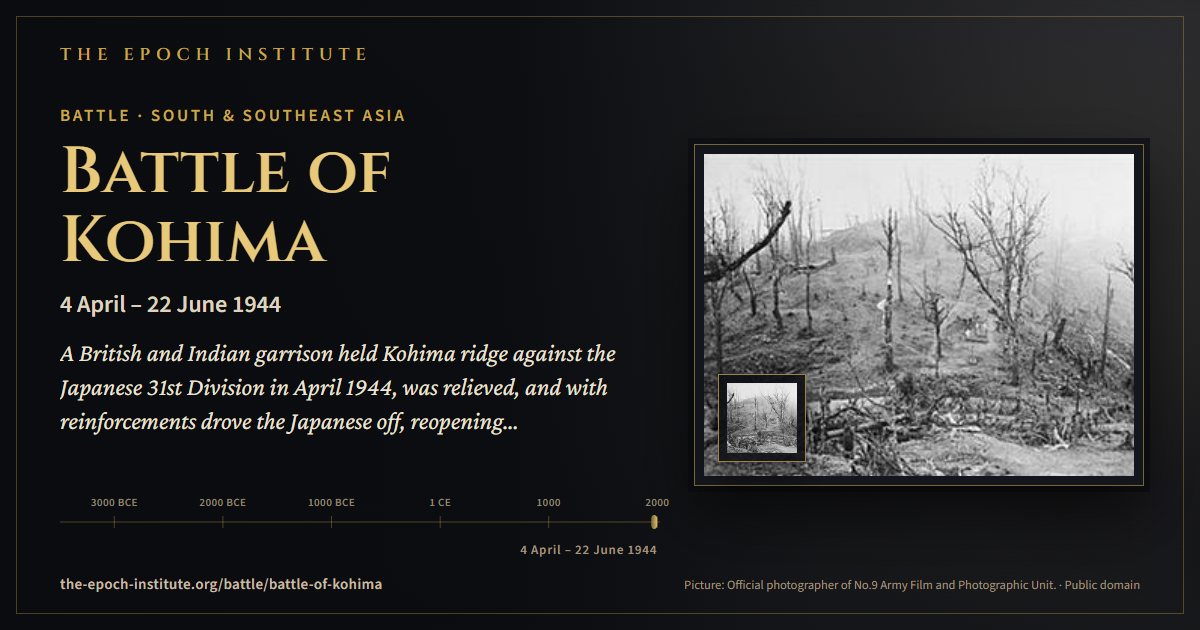 THE EPOCH INSTITUTE
BATTLE · SOUTH & SOUTHEAST ASIA
BATTLE OF
KOHIMA
4 April – 22 June 1944
A British and Indian garrison held Kohima ridge against the
Japanese 31st Division in April 1944, was relieved, and with
reinforcements drove the Japanese off, reopening...
3000 BCE 2000 BCE 1000 BCE 1 CE 1000 2000
4 April – 22 June 1944
the-epoch-institute.org/battle/battle-of-kohima
Picture: Official photographer of No.9 Army Film and Photographic Unit. · Public domain